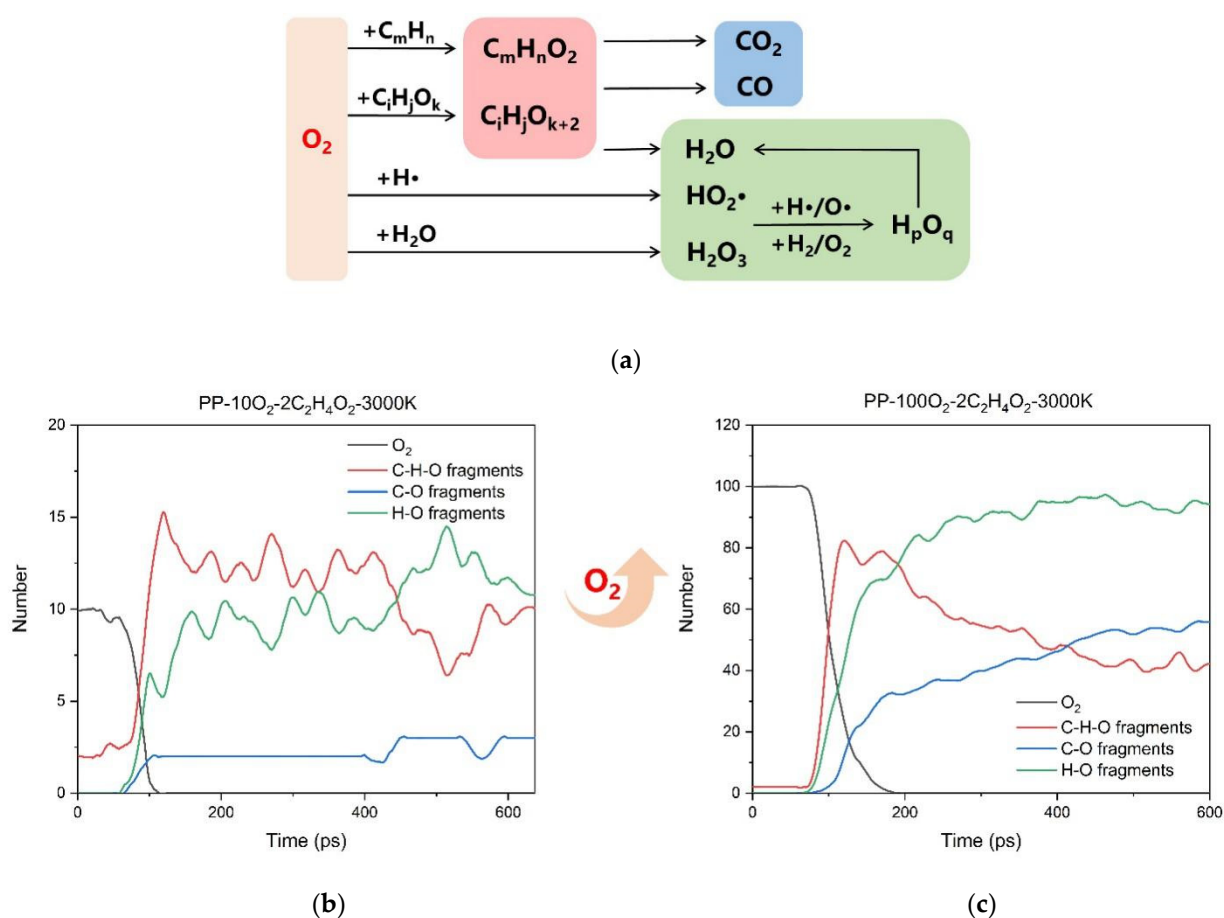 O₂
+CₘHₙ
+CᵢHⱼOₖ
+H•
+H₂O
CₘHₙO₂
CᵢHⱼOₖ₊₂
CO₂
CO
H₂O
HO₂•
H₂O₃
+H•/O•
+H₂/O₂
HₚO_q
(a)
PP-10O₂-2C₂H₄O₂-3000K
20
15
10
5
0
Number
O₂
C-H-O fragments
C-O fragments
H-O fragments
0 200 400 600
Time (ps)
(b)
O₂
PP-100O₂-2C₂H₄O₂-3000K
120
100
80
60
40
20
0
Number
O₂
C-H-O fragments
C-O fragments
H-O fragments
0 200 400 600
Time (ps)
(c)